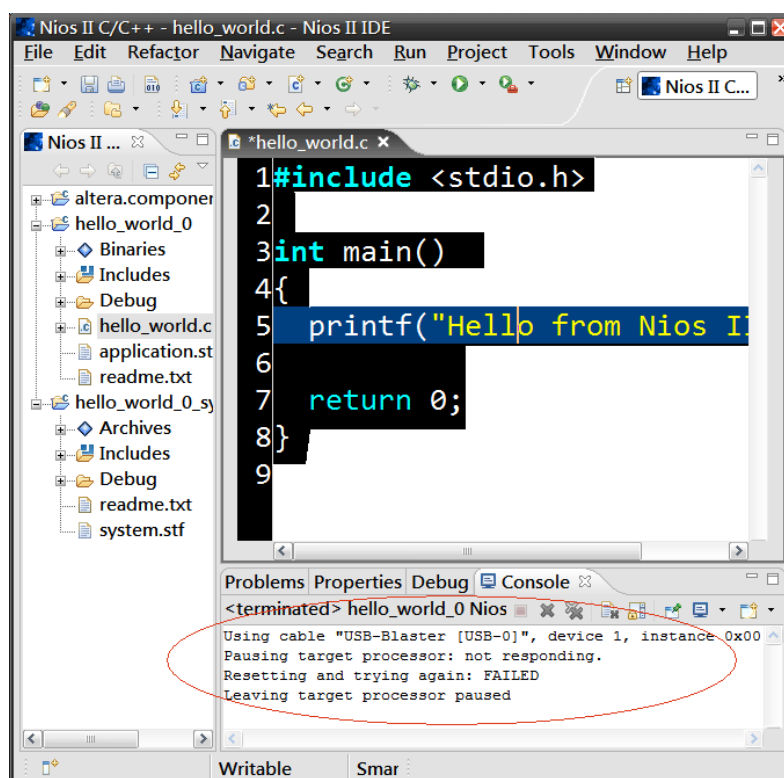 Nios II C/C++ - hello_world.c - Nios II IDE
File Edit Refactor Navigate Search Run Project Tools Window Help
Nios II C...
Nios II ...
*hello_world.c
altera.componen
hello_world_0
Binaries
Includes
Debug
hello_world.c
application.st
readme.txt
hello_world_0_sy
Archives
Includes
Debug
readme.txt
system.stf
1 #include <stdio.h>
2
3 int main()
4 {
5 printf("Hello from Nios II
6
7 return 0;
8 }
9
Problems Properties Debug Console
<terminated> hello_world_0 Nios
Using cable "USB-Blaster [USB-0]", device 1, instance 0x00
Pausing target processor: not responding.
Resetting and trying again: FAILED
Leaving target processor paused
Writable Smar